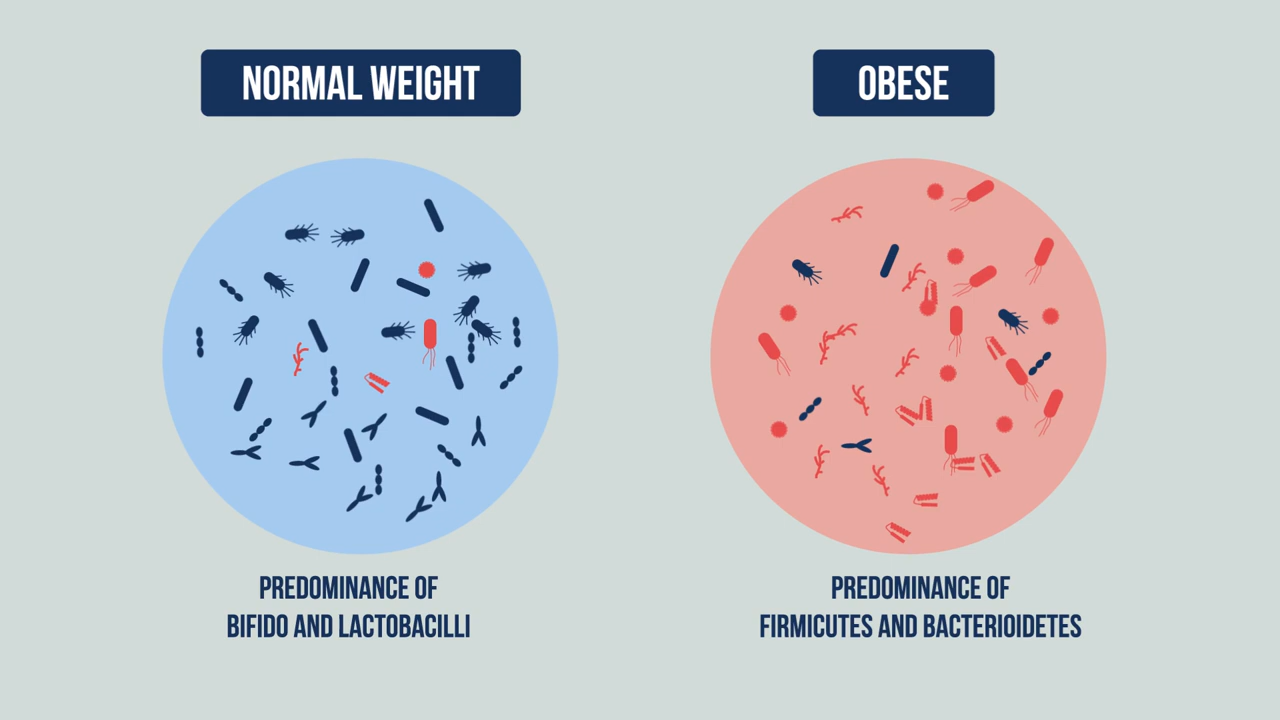 NORMAL WEIGHT
OBESE
PREDOMINANCE OF
BIFIDO AND LACTOBACILLI
PREDOMINANCE OF
FIRMICUTES AND BACTERIOIDETES